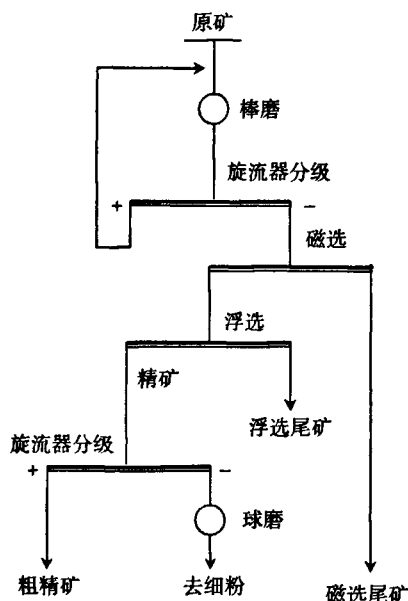 原矿
棒磨
旋流器分级
+ −
磁选
浮选
精矿
浮选尾矿
旋流器分级
+ −
球磨
粗精矿 去细粉 磁选尾矿